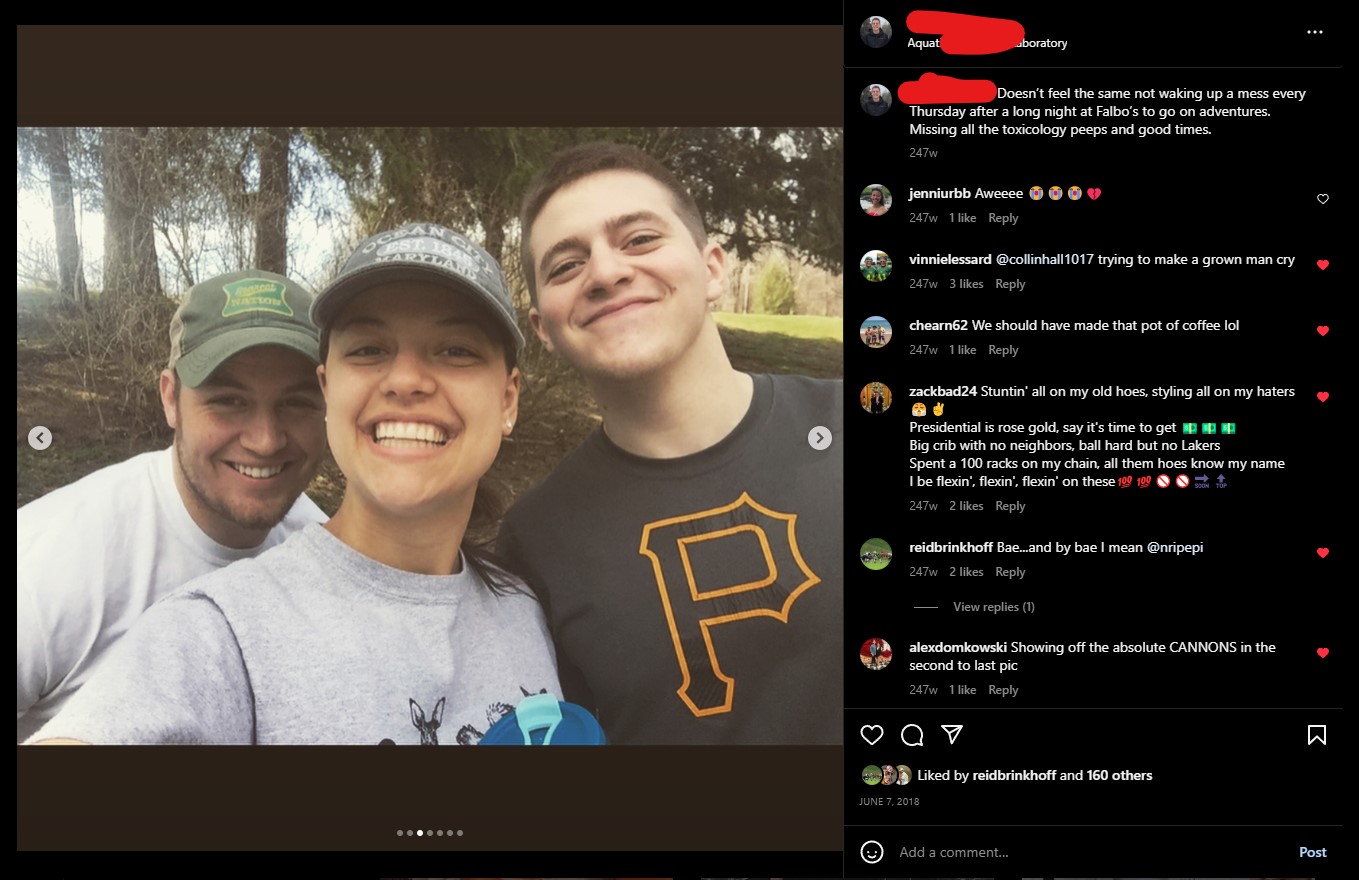 Aquat
aboratory
Doesn’t feel the same not waking up a mess every
Thursday after a long night at Falbo’s to go on adventures.
Missing all the toxicology peeps and good times.
247w
jenniurbb Aweeee 😭😭😭💔
247w 1 like Reply
vinnielessard @collinhall1017 trying to make a grown man cry
247w 3 likes Reply
chearn62 We should have made that pot of coffee lol
247w 1 like Reply
zackbad24 Stuntin' all on my old hoes, styling all on my haters
😤✌
Presidential is rose gold, say it's time to get 💵💵💵
Big crib with no neighbors, ball hard but no Lakers
Spent a 100 racks on my chain, all them hoes know my name
I be flexin', flexin', flexin' on these💯💯🚫🚫🔜🔝
247w 2 likes Reply
reidbrinkhoff Bae...and by bae I mean @nripepi
247w 2 likes Reply
View replies (1)
alexdomkowski Showing off the absolute CANNONS in the
second to last pic
247w 1 like Reply
Liked by reidbrinkhoff and 160 others
JUNE 7, 2018
Add a comment...
Post
NATION
OCEAN CITY
EST. 18
MARYLAND
P